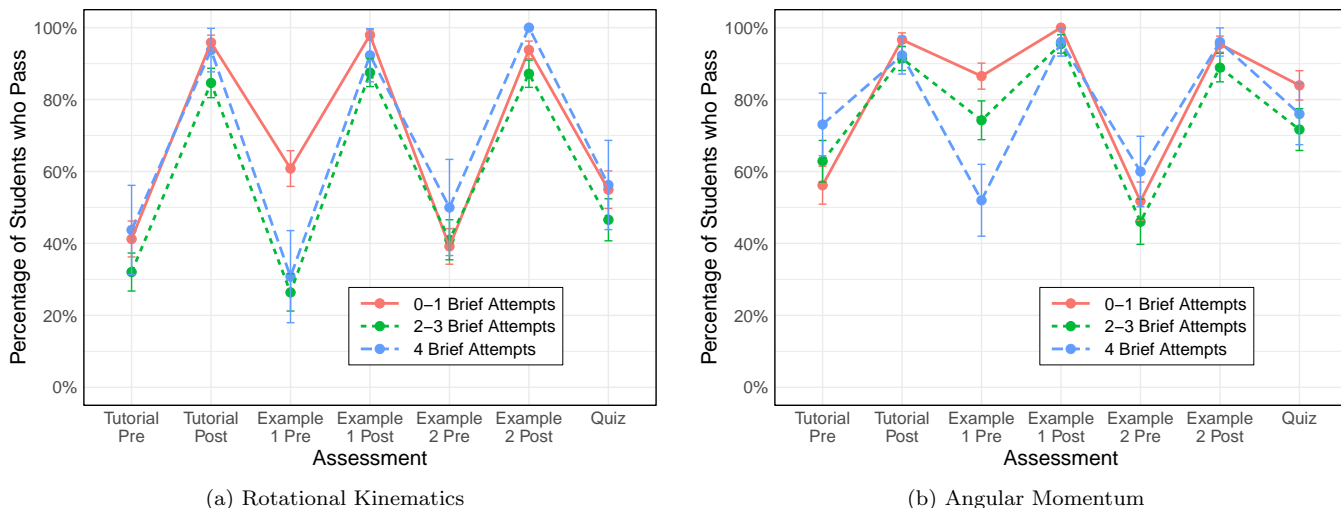 Percentage of Students who Pass
100%
80%
60%
40%
20%
0%
0−1 Brief Attempts
2−3 Brief Attempts
4 Brief Attempts
Tutorial Pre
Tutorial Post
Example 1 Pre
Example 1 Post
Example 2 Pre
Example 2 Post
Quiz
Assessment
(a) Rotational Kinematics
Percentage of Students who Pass
100%
80%
60%
40%
20%
0%
0−1 Brief Attempts
2−3 Brief Attempts
4 Brief Attempts
Tutorial Pre
Tutorial Post
Example 1 Pre
Example 1 Post
Example 2 Pre
Example 2 Post
Quiz
Assessment
(b) Angular Momentum